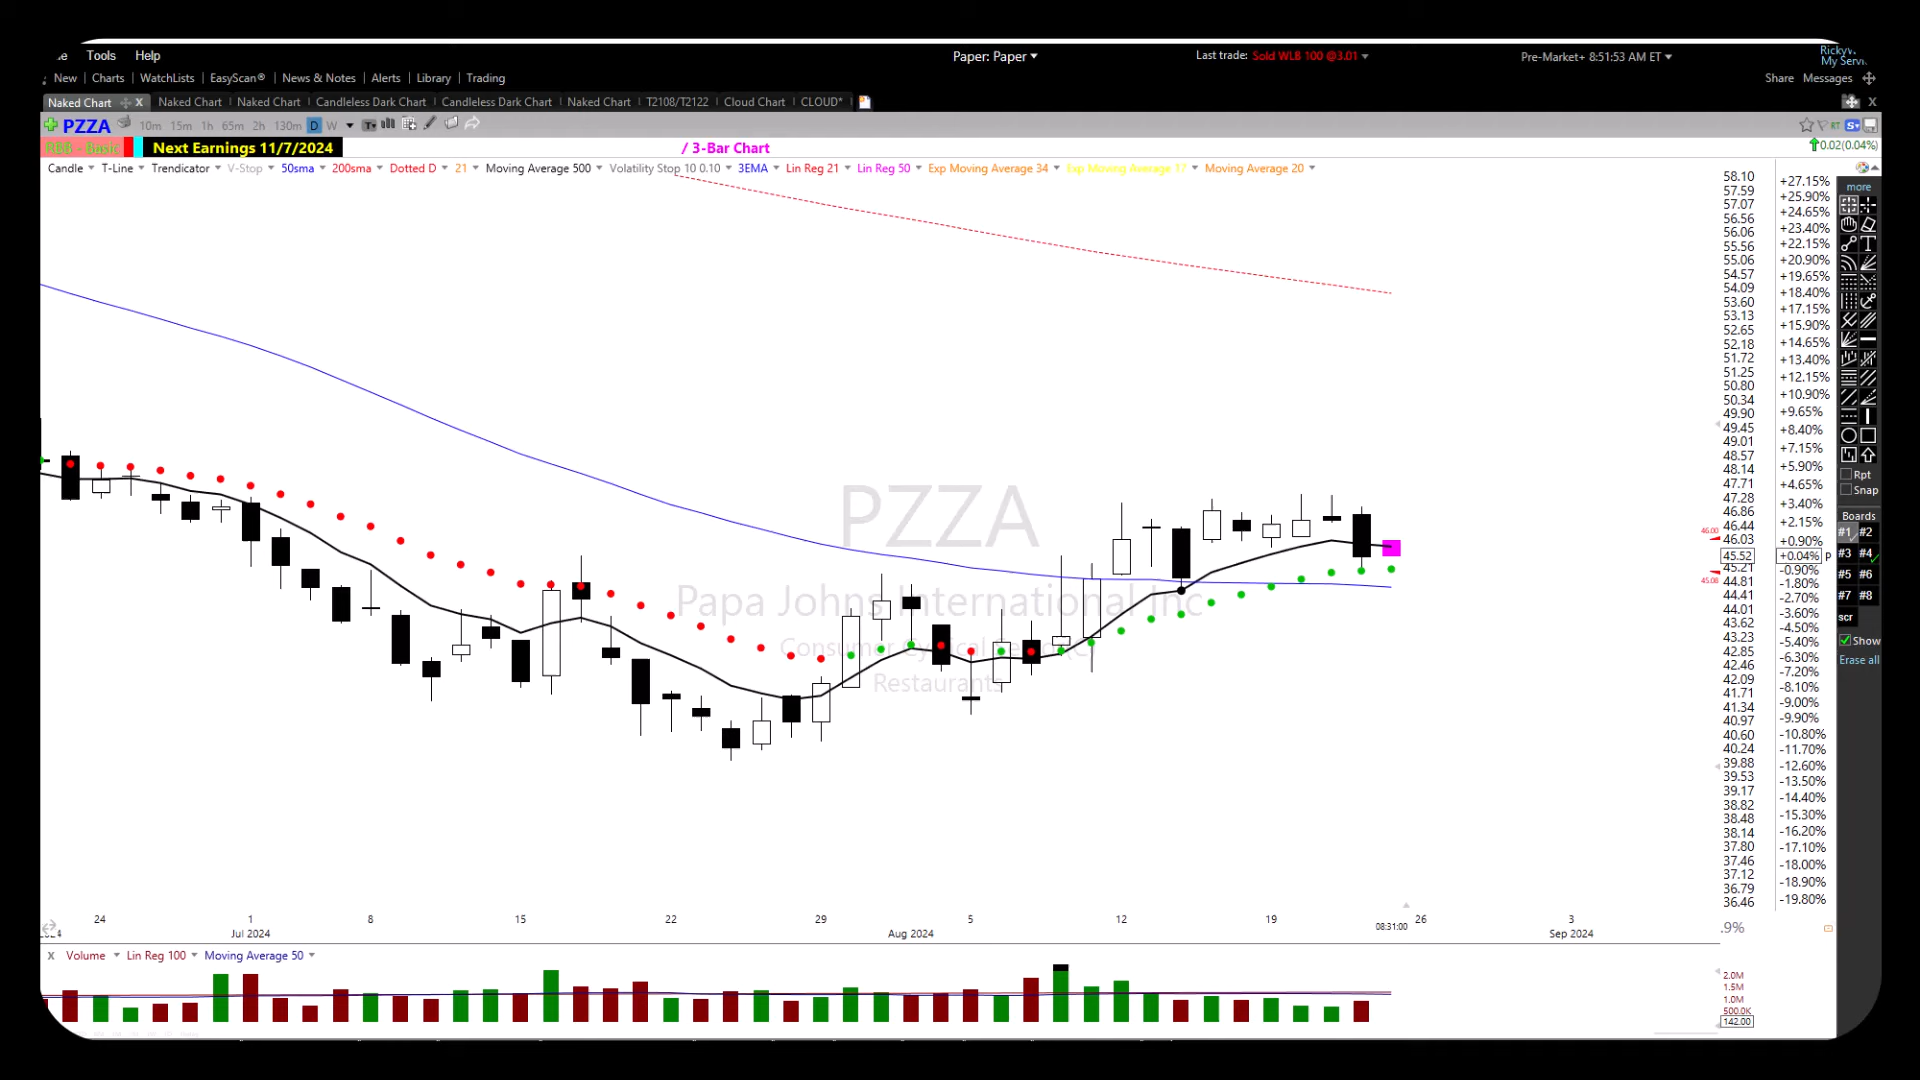 Tools Help Paper: Paper Last trade: Sold WLB 100 @3.01 Pre-Market+ 8:51:53 AM ET
My Serv
New Charts WatchLists EasyScan® News & Notes Alerts Library Trading Share Messages
Naked Chart X Naked Chart Naked Chart Candleless Dark Chart Candleless Dark Chart Naked Chart T2108/T2122 Cloud Chart CLOUD* X
PZZA 10m 15m 1h 65m 2h 130m D W
RBB - Basic Next Earnings 11/7/2024 / 3-Bar Chart 0.02(0.04%)
Candle T-Line Trendicator V-Stop 50sma 200sma Dotted D 21 Moving Average 500 Volatility Stop 10 0.10 3EMA Lin Reg 21 Lin Reg 50 Exp Moving Average 34 Exp Moving Average 17 Moving Average 20
more
58.10 +27.15%
57.59 +25.90%
57.07 +24.65%
56.56 +23.40%
56.06 +22.15%
55.56 +20.90%
55.06 +19.65%
54.57 +18.40%
54.09 +17.15%
53.60 +15.90%
53.13 +14.65%
52.65 +13.40%
52.18 +12.15%
51.72 +10.90%
51.25 +9.65%
50.80 +8.40%
50.34 +7.15%
49.90 +5.90%
49.45 +4.65%
49.01 +3.40%
48.57 +2.15%
48.14 +0.90%
47.71
47.28
46.86
46.44
46.00
46.03
45.52 +0.04% P
45.21 -0.90%
45.08
44.81 -1.80%
44.41 -2.70%
44.01 -3.60%
43.62 -4.50%
43.23 -5.40%
42.85 -6.30%
42.46 -7.20%
42.09 -8.10%
41.71 -9.00%
41.34 -9.90%
40.97 -10.80%
40.60 -11.70%
40.24 -12.60%
39.88 -13.50%
39.53 -14.40%
39.17 -15.30%
38.82 -16.20%
38.48 -17.10%
38.14 -18.00%
37.80 -18.90%
37.46 -19.80%
37.12
36.79
36.46
PZZA
Papa Johns International Inc
Restaurants
Rpt
Snap
Boards
#1 #2
#3 #4
#5 #6
#7 #8
scr
Show
Erase all
24 1 8 15 22 29 5 12 19 26 3
Jul 2024 Aug 2024 08:31:00 Sep 2024
.9%
X Volume Lin Reg 100 Moving Average 50
2.0M
1.5M
1.0M
500.0K
142.00